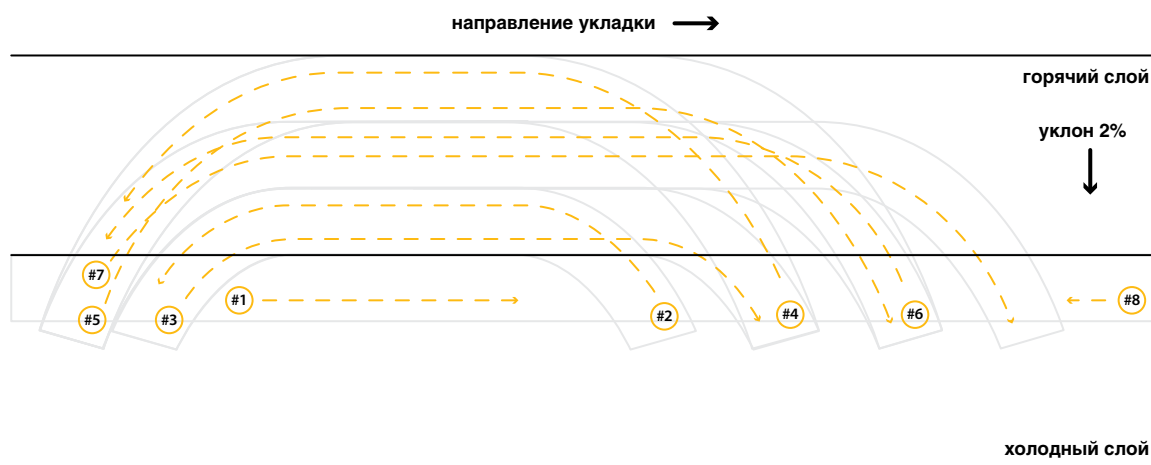 направление укладки
горячий слой
уклон 2%
#7
#1
#8
#5
#3
#2
#4
#6
холодный слой